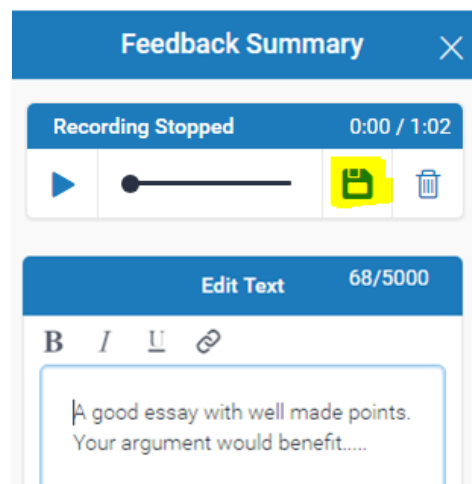 Feedback Summary
Recording Stopped 0:00 / 1:02
Edit Text 68/5000
B I U
A good essay with well made points.
Your argument would benefit.....